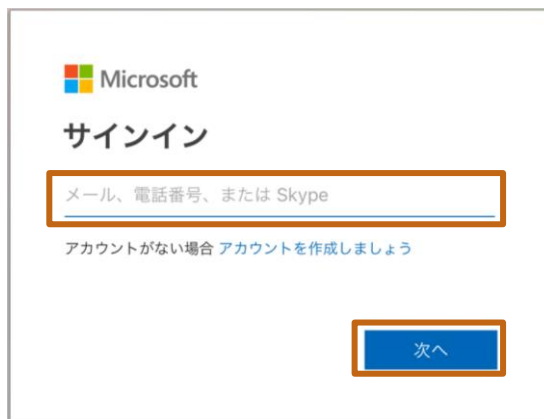 Microsoft
サインイン
メール、電話番号、または Skype
アカウントがない場合 アカウントを作成しましょう
次へ